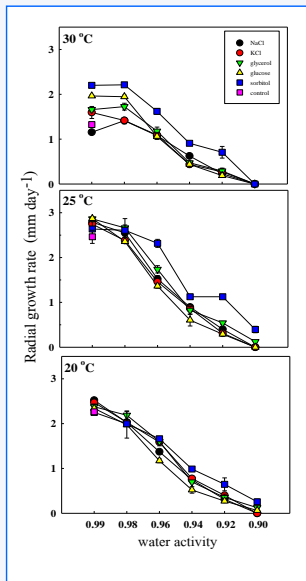 30 °C
NaCl
KCl
glycerol
glucose
sorbitol
control
3
2
1
0
25 °C
3
2
1
0
20 °C
3
2
1
0
0.99 0.98 0.96 0.94 0.92 0.90
water activity
Radial growth rate (mm day-1)